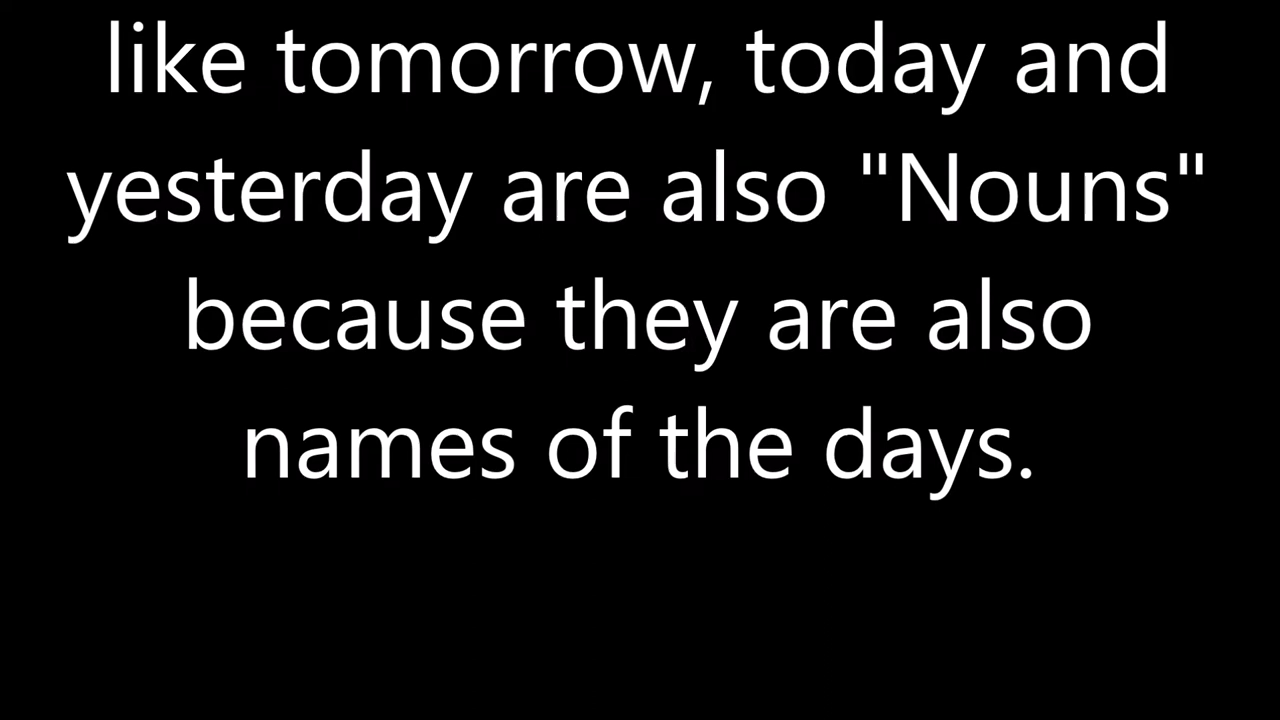 like tomorrow, today and
yesterday are also "Nouns"
because they are also
names of the days.